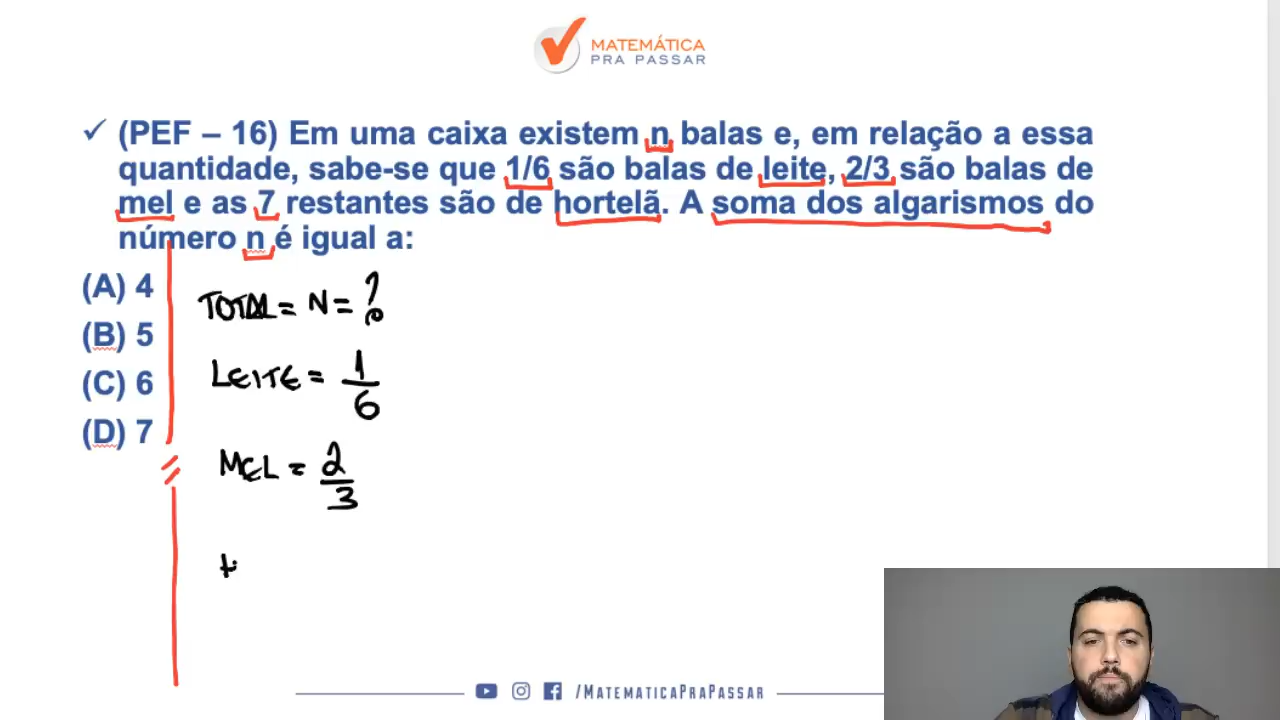 MATEMÁTICA
PRA PASSAR
✓ (PEF – 16) Em uma caixa existem n balas e, em relação a essa
quantidade, sabe-se que 1/6 são balas de leite, 2/3 são balas de
mel e as 7 restantes são de hortelã. A soma dos algarismos do
número n é igual a:
(A) 4
(B) 5
(C) 6
(D) 7
TOTAL = N = ?
LEITE = 1/6
MEL = 2/3
/MATEMATICAPRAPASSAR